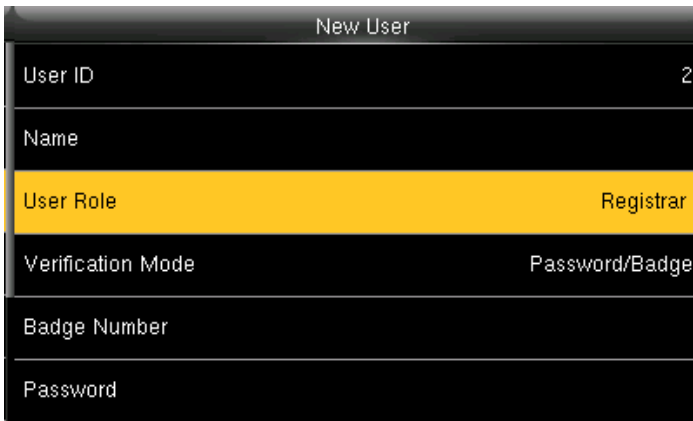 New User
User ID 2
Name
User Role Registrar
Verification Mode Password/Badge
Badge Number
Password